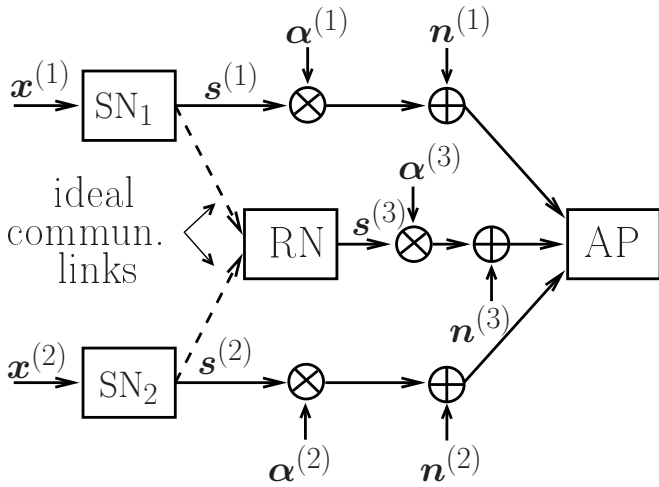 α^(1) n^(1)
x^(1) SN₁ s^(1)
α^(3)
ideal commun. links
RN s^(3) AP
n^(3)
x^(2) SN₂ s^(2)
α^(2) n^(2)